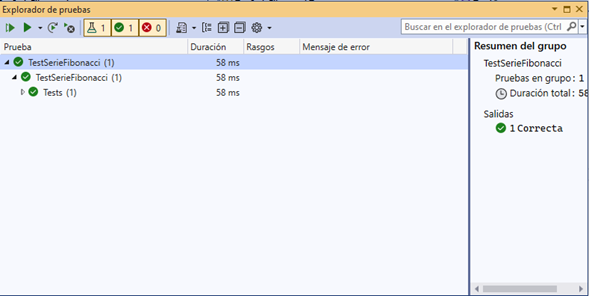 Explorador de pruebas
1 1 0 Buscar en el explorador de pruebas (Ctrl
Prueba Duración Rasgos Mensaje de error
TestSerieFibonacci (1) 58 ms
TestSerieFibonacci (1) 58 ms
Tests (1) 58 ms
Resumen del grupo
TestSerieFibonacci
Pruebas en grupo: 1
Duración total: 58
Salidas
1 Correcta